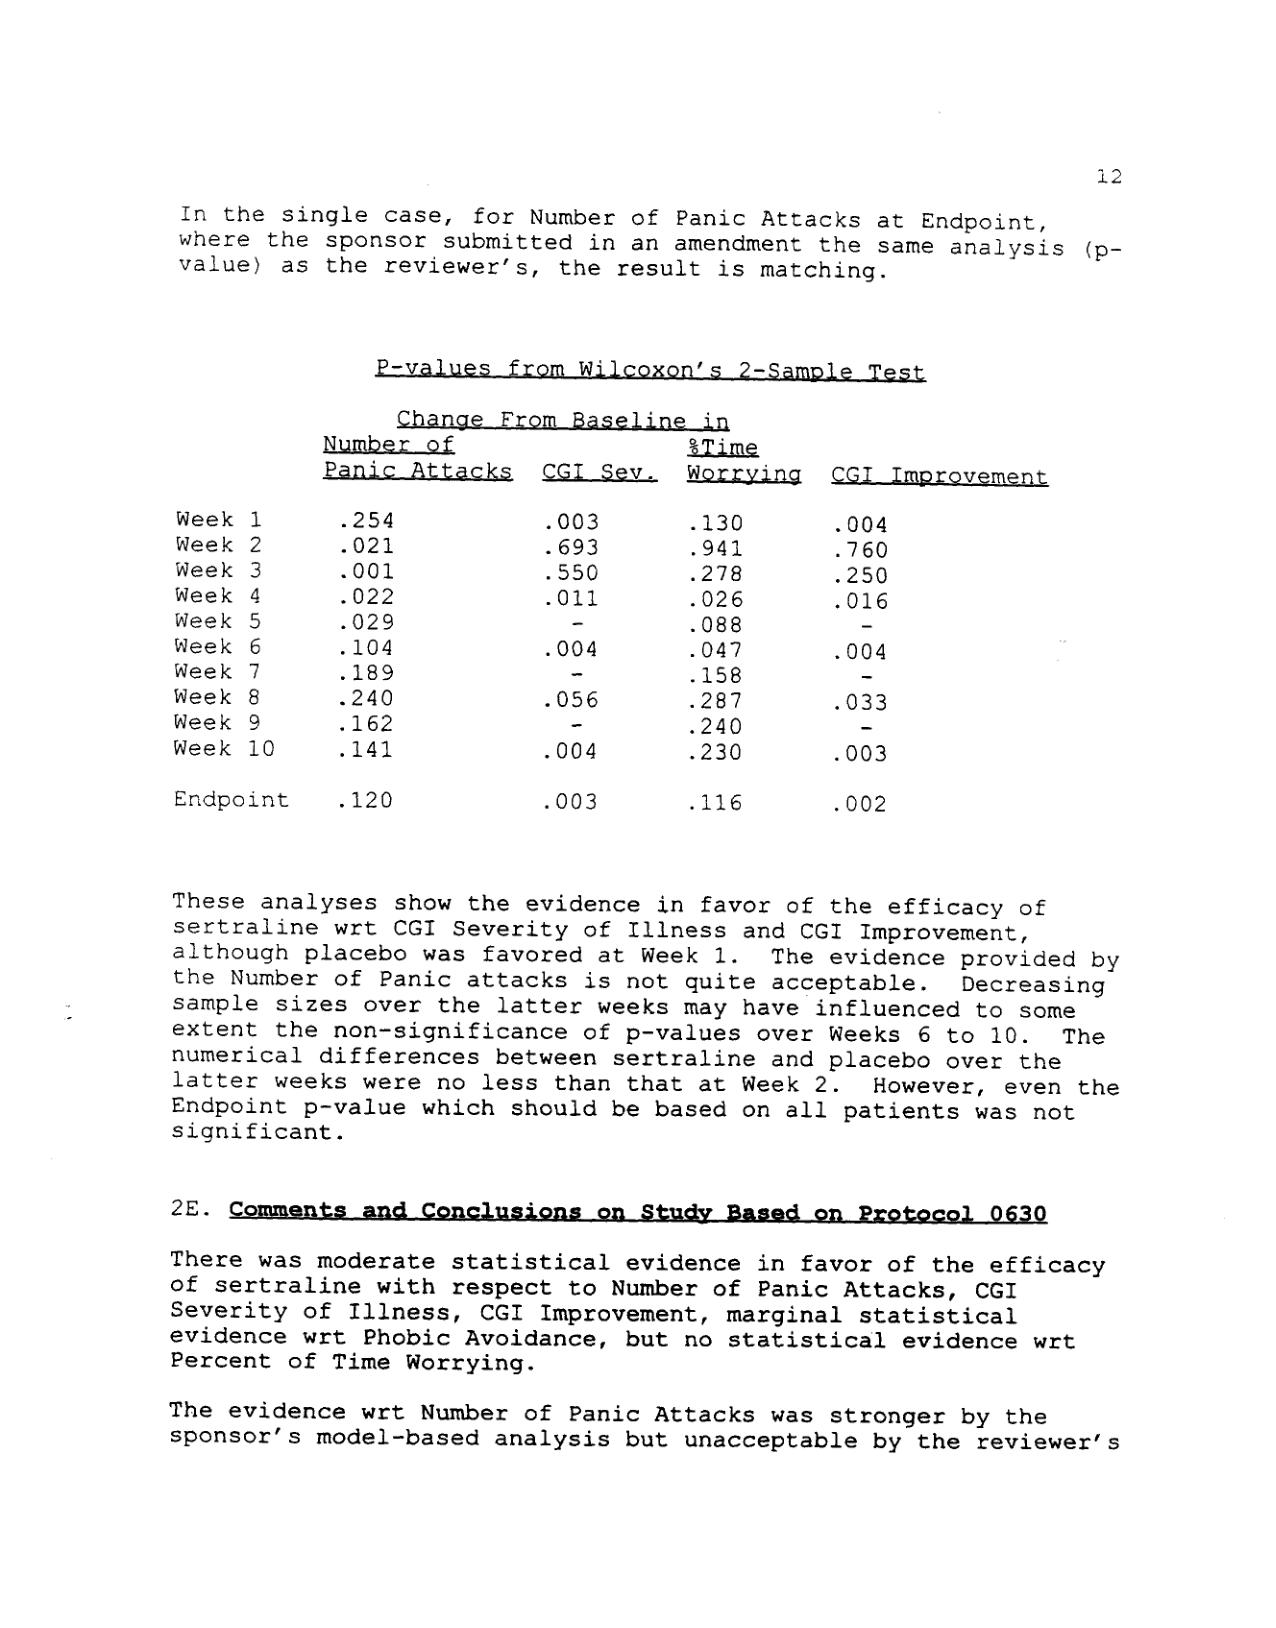 12
In the single case, for Number of Panic Attacks at Endpoint,
where the sponsor submitted in an amendment the same analysis (p-
value) as the reviewer's, the result is matching.
P-values from Wilcoxon's 2-Sample Test
Change From Baseline in
Number of %Time
Panic Attacks CGI Sev. Worrying CGI Improvement
Week 1 .254 .003 .130 .004
Week 2 .021 .693 .941 .760
Week 3 .001 .550 .278 .250
Week 4 .022 .011 .026 .016
Week 5 .029 - .088 -
Week 6 .104 .004 .047 .004
Week 7 .189 - .158 -
Week 8 .240 .056 .287 .033
Week 9 .162 - .240 -
Week 10 .141 .004 .230 .003
Endpoint .120 .003 .116 .002
These analyses show the evidence in favor of the efficacy of
sertraline wrt CGI Severity of Illness and CGI Improvement,
although placebo was favored at Week 1. The evidence provided by
the Number of Panic attacks is not quite acceptable. Decreasing
sample sizes over the latter weeks may have influenced to some
extent the non-significance of p-values over Weeks 6 to 10. The
numerical differences between sertraline and placebo over the
latter weeks were no less than that at Week 2. However, even the
Endpoint p-value which should be based on all patients was not
significant.
2E. Comments and Conclusions on Study Based on Protocol 0630
There was moderate statistical evidence in favor of the efficacy
of sertraline with respect to Number of Panic Attacks, CGI
Severity of Illness, CGI Improvement, marginal statistical
evidence wrt Phobic Avoidance, but no statistical evidence wrt
Percent of Time Worrying.
The evidence wrt Number of Panic Attacks was stronger by the
sponsor's model-based analysis but unacceptable by the reviewer's